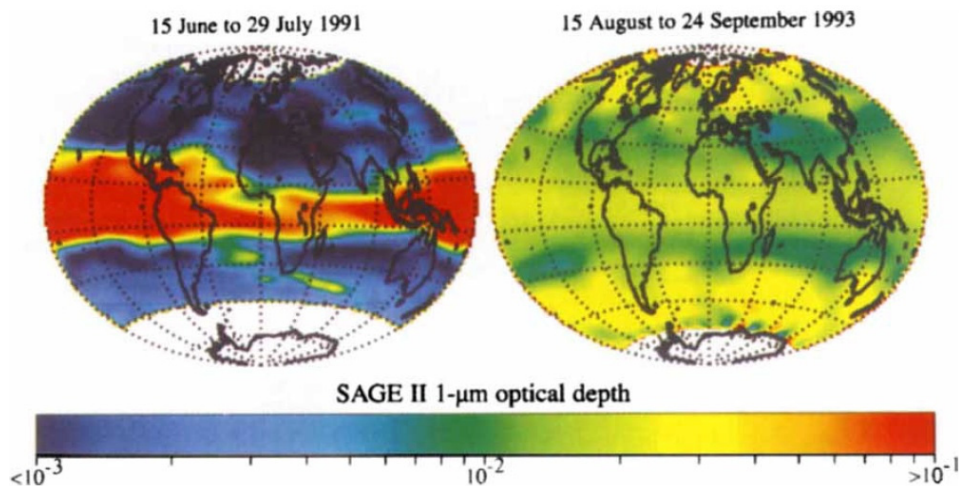 15 June to 29 July 1991
15 August to 24 September 1993
SAGE II 1-μm optical depth
<10⁻³ 10⁻² >10⁻¹